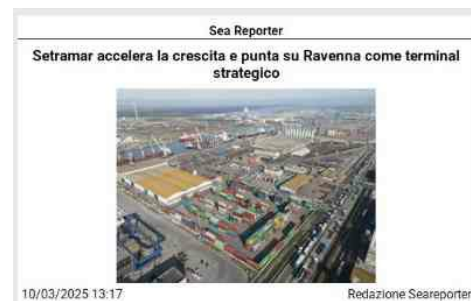 Sea Reporter
Setramar accelera la crescita e punta su Ravenna come terminal
strategico
10/03/2025 13:17
Redazione Seareporter